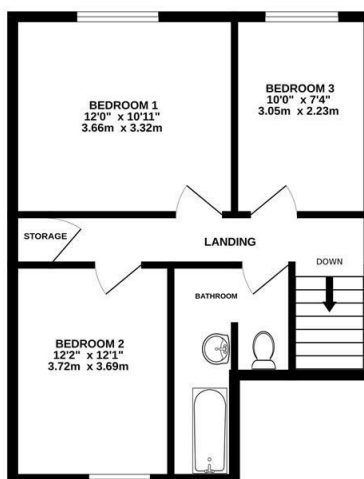 BEDROOM 1
12'0" x 10'11"
3.66m x 3.32m
BEDROOM 3
10'0" x 7'4"
3.05m x 2.23m
STORAGE
LANDING
DOWN
BATHROOM
BEDROOM 2
12'2" x 12'1"
3.72m x 3.69m